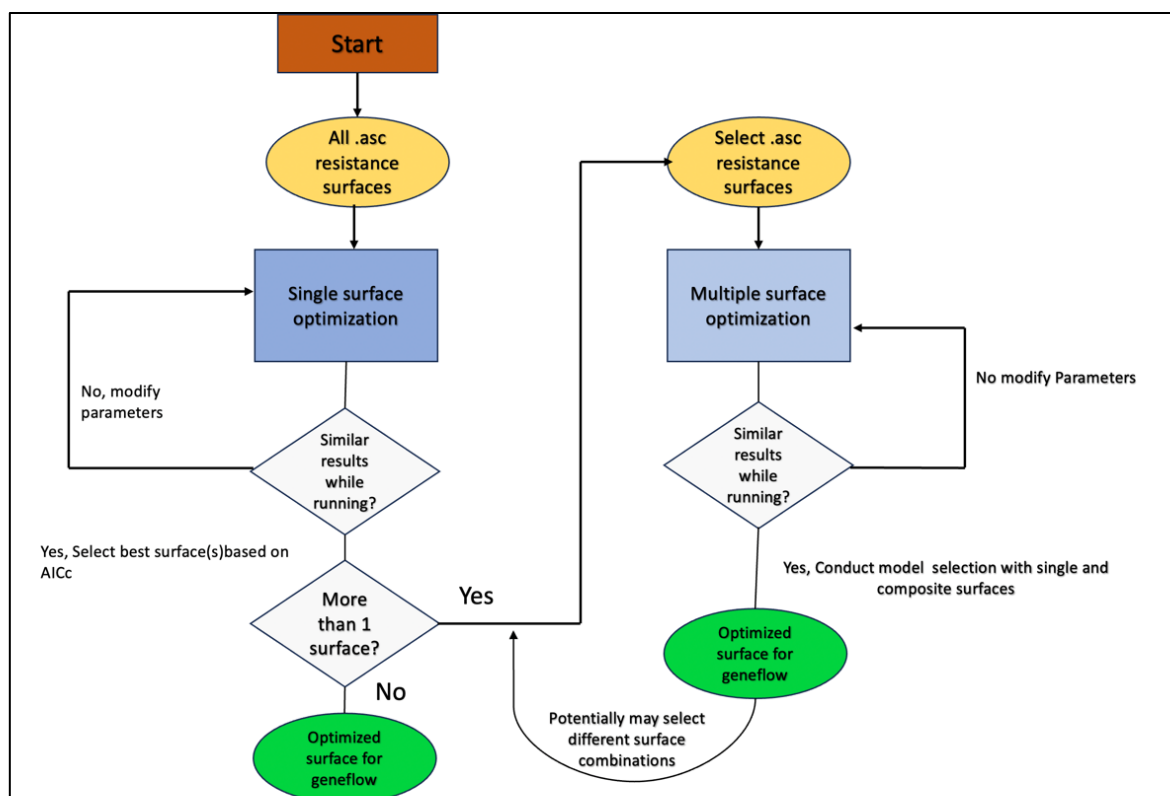 Start
All .asc
resistance
surfaces
Single surface
optimization
No, modify
parameters
Similar
results
while
running?
Yes, Select best surface(s)based on
AICc
More
than 1
surface?
Yes
No
Optimized
surface for
geneflow
Select .asc
resistance
surfaces
Multiple surface
optimization
No modify Parameters
Similar
results
while
running?
Yes, Conduct model selection with single and
composite surfaces
Optimized
surface for
geneflow
Potentially may select
different surface
combinations